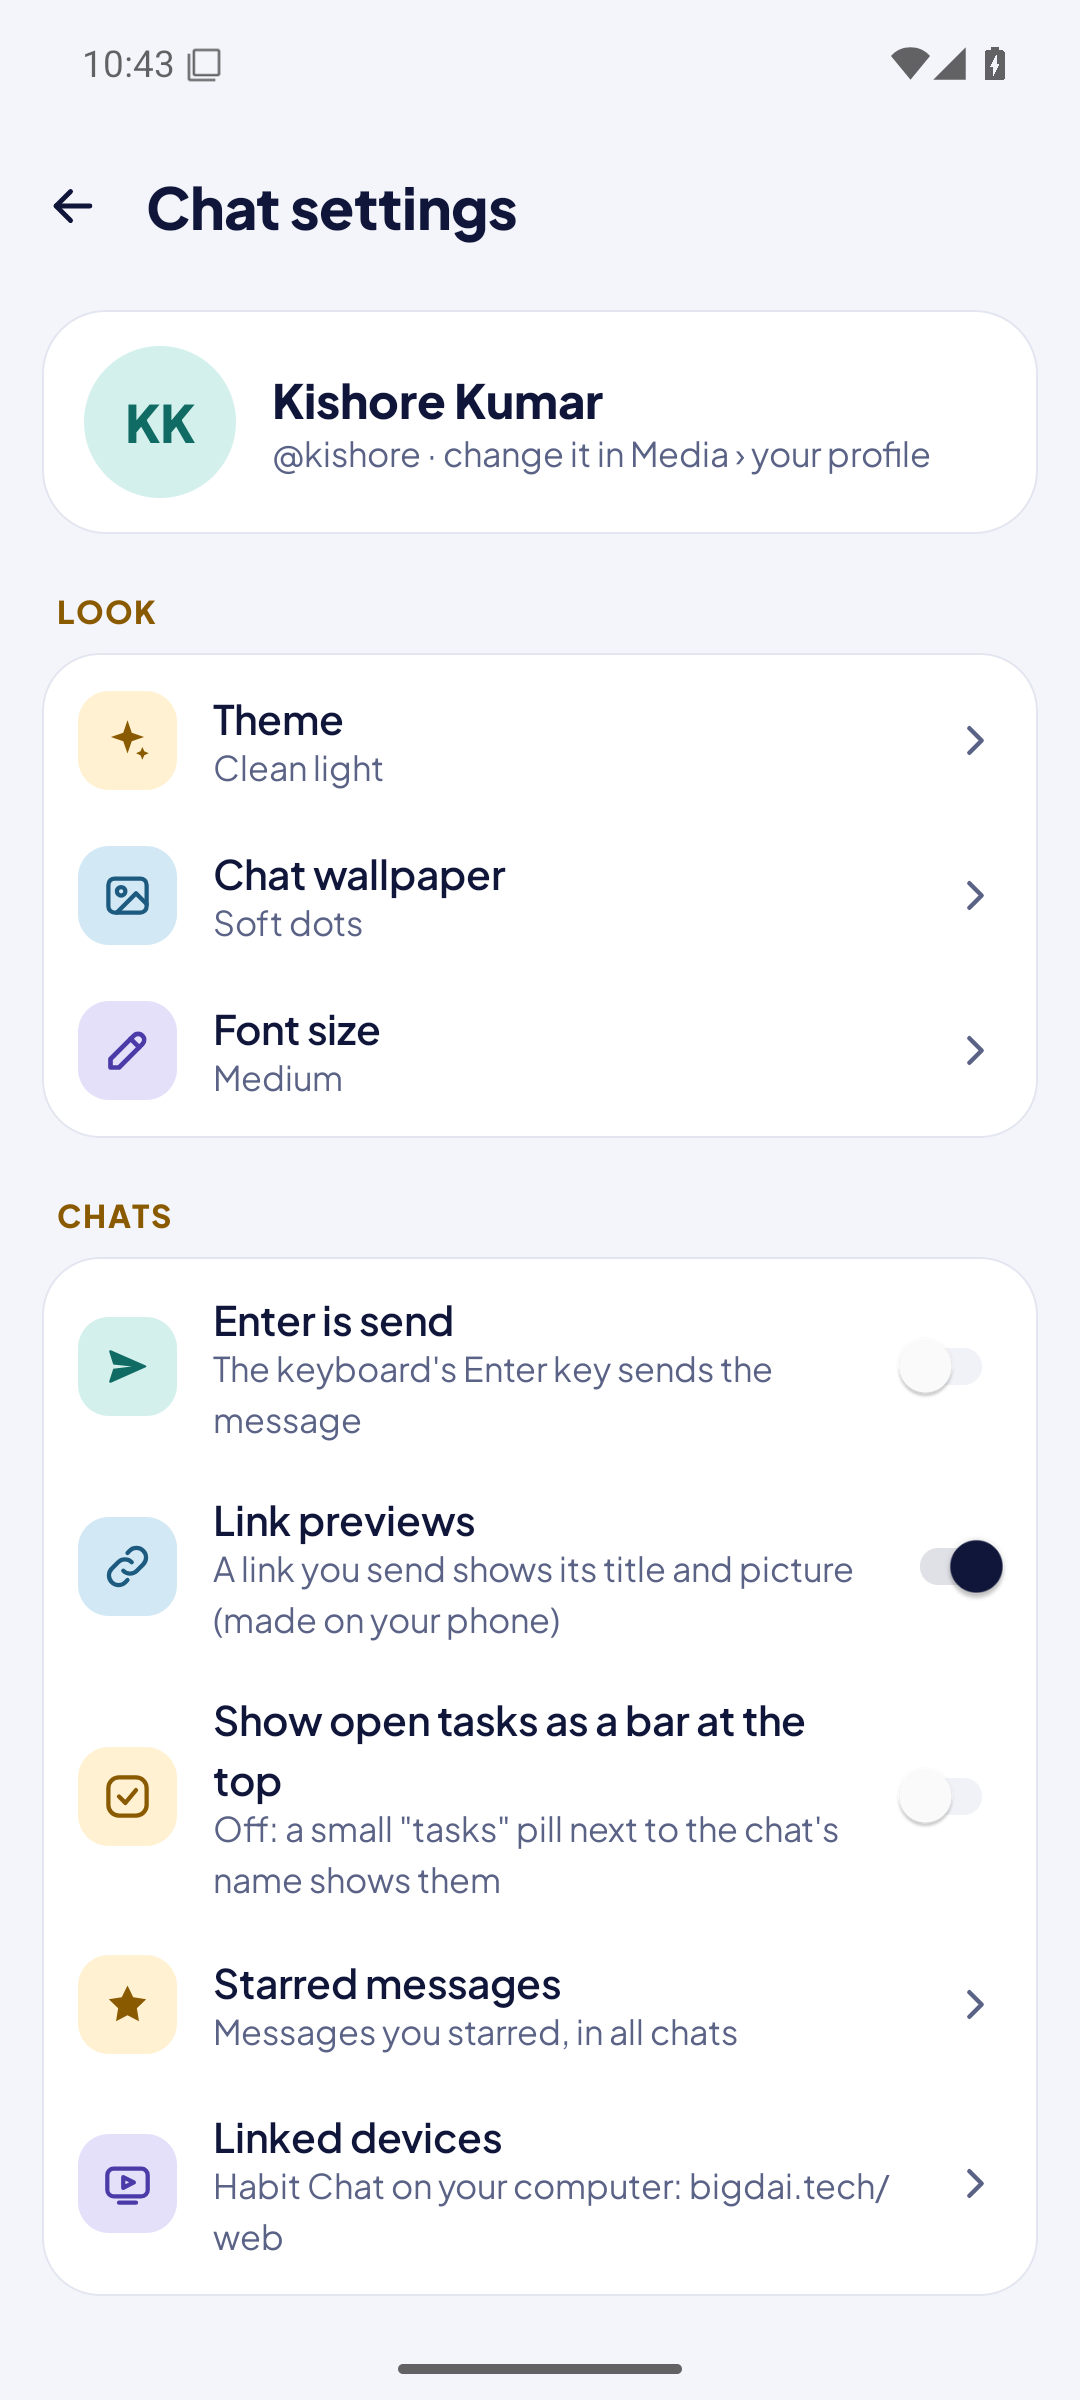 10:43
Chat settings
KK
Kishore Kumar
@kishore · change it in Media › your profile
LOOK
Theme
Clean light
Chat wallpaper
Soft dots
Font size
Medium
CHATS
Enter is send
The keyboard's Enter key sends the
message
Link previews
A link you send shows its title and picture
(made on your phone)
Show open tasks as a bar at the
top
Off: a small "tasks" pill next to the chat's
name shows them
Starred messages
Messages you starred, in all chats
Linked devices
Habit Chat on your computer: bigdai.tech/
web